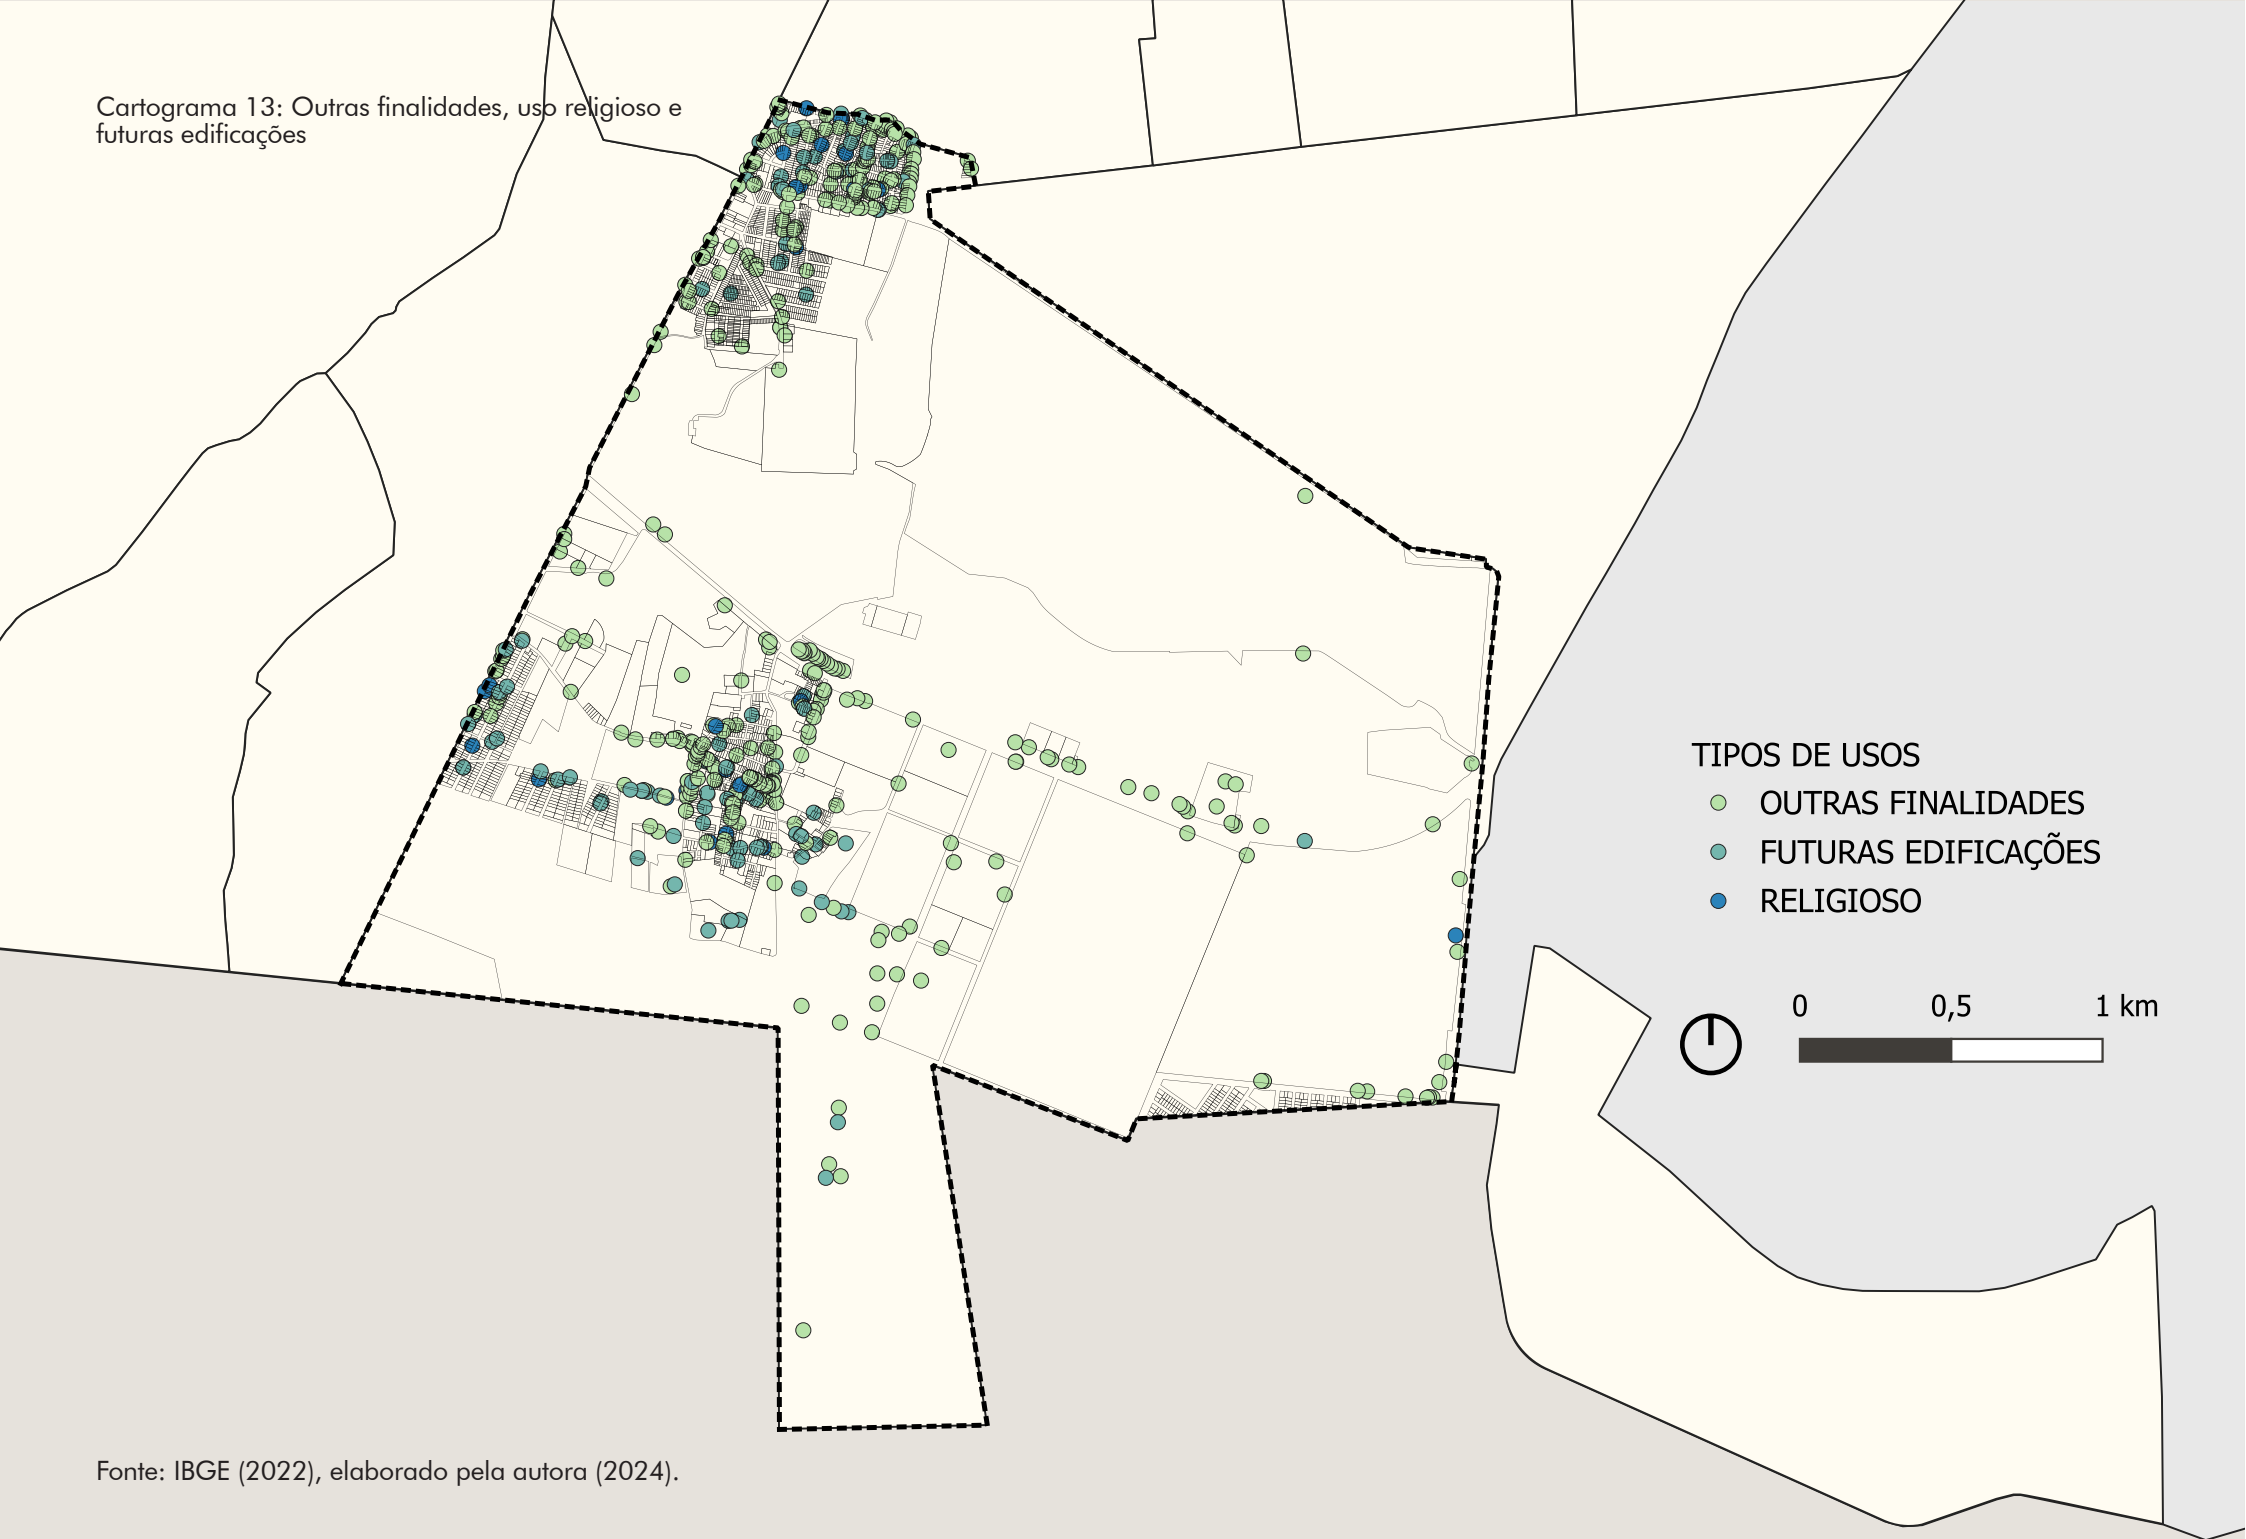 Cartograma 13: Outras finalidades, uso religioso e
futuras edificações
TIPOS DE USOS
OUTRAS FINALIDADES
FUTURAS EDIFICAÇÕES
RELIGIOSO
0 0,5 1 km
Fonte: IBGE (2022), elaborado pela autora (2024).